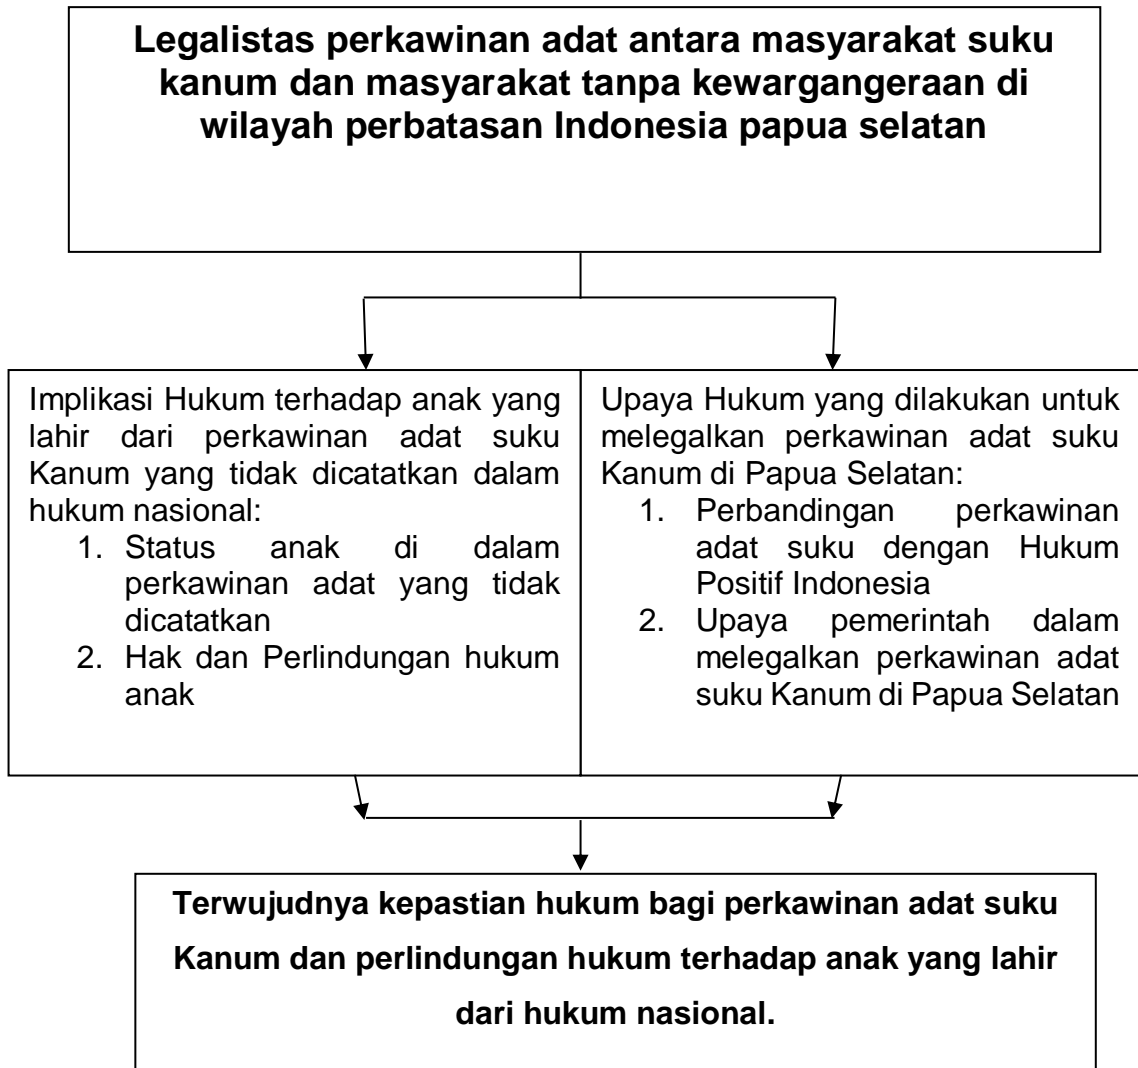 Legalistas perkawinan adat antara masyarakat suku
kanum dan masyarakat tanpa kewargangeraan di
wilayah perbatasan Indonesia papua selatan
Implikasi Hukum terhadap anak yang
lahir dari perkawinan adat suku
Kanum yang tidak dicatatkan dalam
hukum nasional:
1. Status anak di dalam
perkawinan adat yang tidak
dicatatkan
2. Hak dan Perlindungan hukum
anak
Upaya Hukum yang dilakukan untuk
melegalkan perkawinan adat suku
Kanum di Papua Selatan:
1. Perbandingan perkawinan
adat suku dengan Hukum
Positif Indonesia
2. Upaya pemerintah dalam
melegalkan perkawinan adat
suku Kanum di Papua Selatan
Terwujudnya kepastian hukum bagi perkawinan adat suku
Kanum dan perlindungan hukum terhadap anak yang lahir
dari hukum nasional.